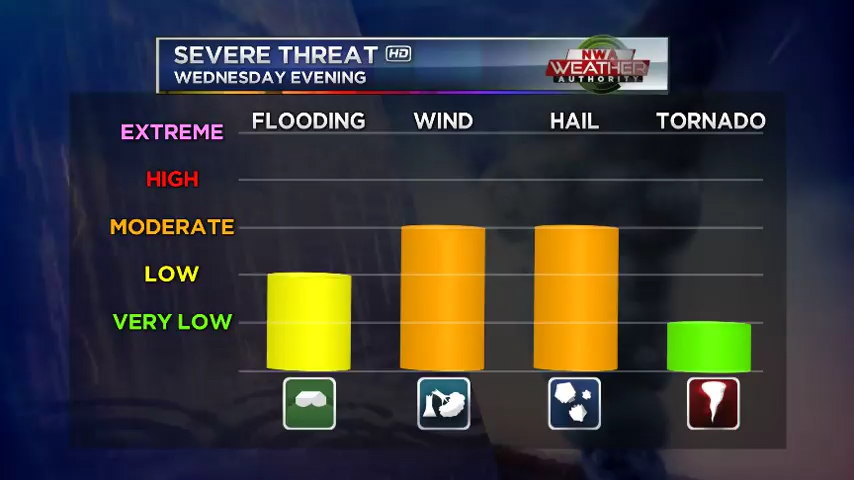 SEVERE THREAT HD
WEDNESDAY EVENING
NWA
WEATHER
AUTHORITY
FLOODING WIND HAIL TORNADO
EXTREME
HIGH
MODERATE
LOW
VERY LOW